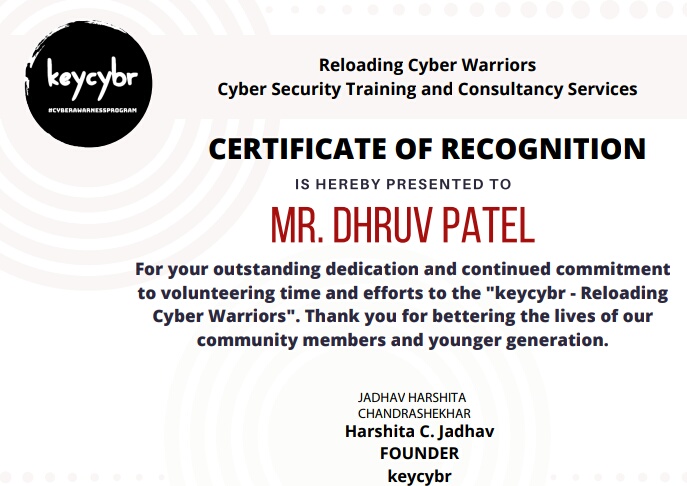 keycybr
#CYBERAWARNESSPROGRAM
Reloading Cyber Warriors
Cyber Security Training and Consultancy Services
CERTIFICATE OF RECOGNITION
IS HEREBY PRESENTED TO
MR. DHRUV PATEL
For your outstanding dedication and continued commitment
to volunteering time and efforts to the "keycybr - Reloading
Cyber Warriors". Thank you for bettering the lives of our
community members and younger generation.
JADHAV HARSHITA
CHANDRASHEKHAR
Harshita C. Jadhav
FOUNDER
keycybr